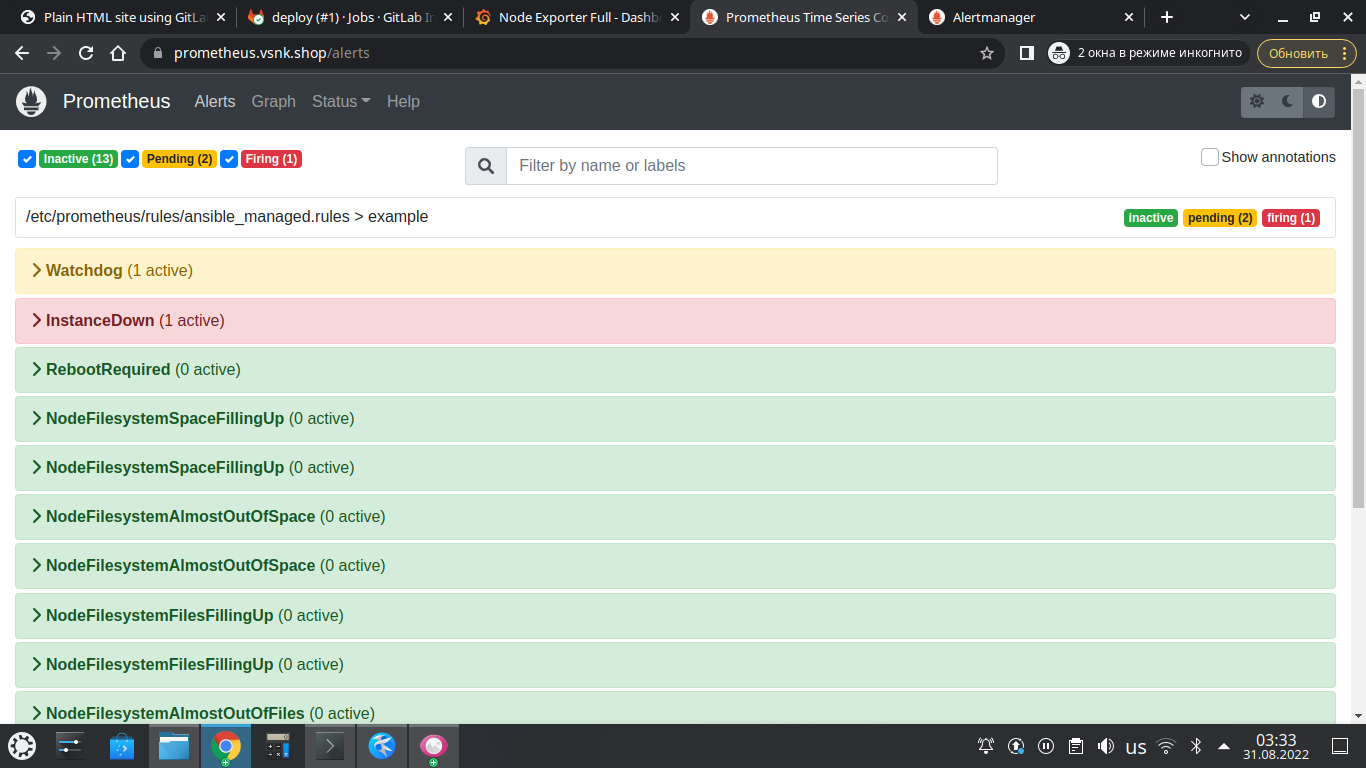 Plain HTML site using GitLa
deploy (#1) · Jobs · GitLab In
Node Exporter Full - Dashbo
Prometheus Time Series Co
Alertmanager
prometheus.vsnk.shop/alerts
2 окна в режиме инкогнито
Обновить
Prometheus Alerts Graph Status Help
Inactive (13) Pending (2) Firing (1)
Filter by name or labels
Show annotations
/etc/prometheus/rules/ansible_managed.rules > example
inactive pending (2) firing (1)
Watchdog (1 active)
InstanceDown (1 active)
RebootRequired (0 active)
NodeFilesystemSpaceFillingUp (0 active)
NodeFilesystemSpaceFillingUp (0 active)
NodeFilesystemAlmostOutOfSpace (0 active)
NodeFilesystemAlmostOutOfSpace (0 active)
NodeFilesystemFilesFillingUp (0 active)
NodeFilesystemFilesFillingUp (0 active)
NodeFilesystemAlmostOutOfFiles (0 active)
us
03:33
31.08.2022